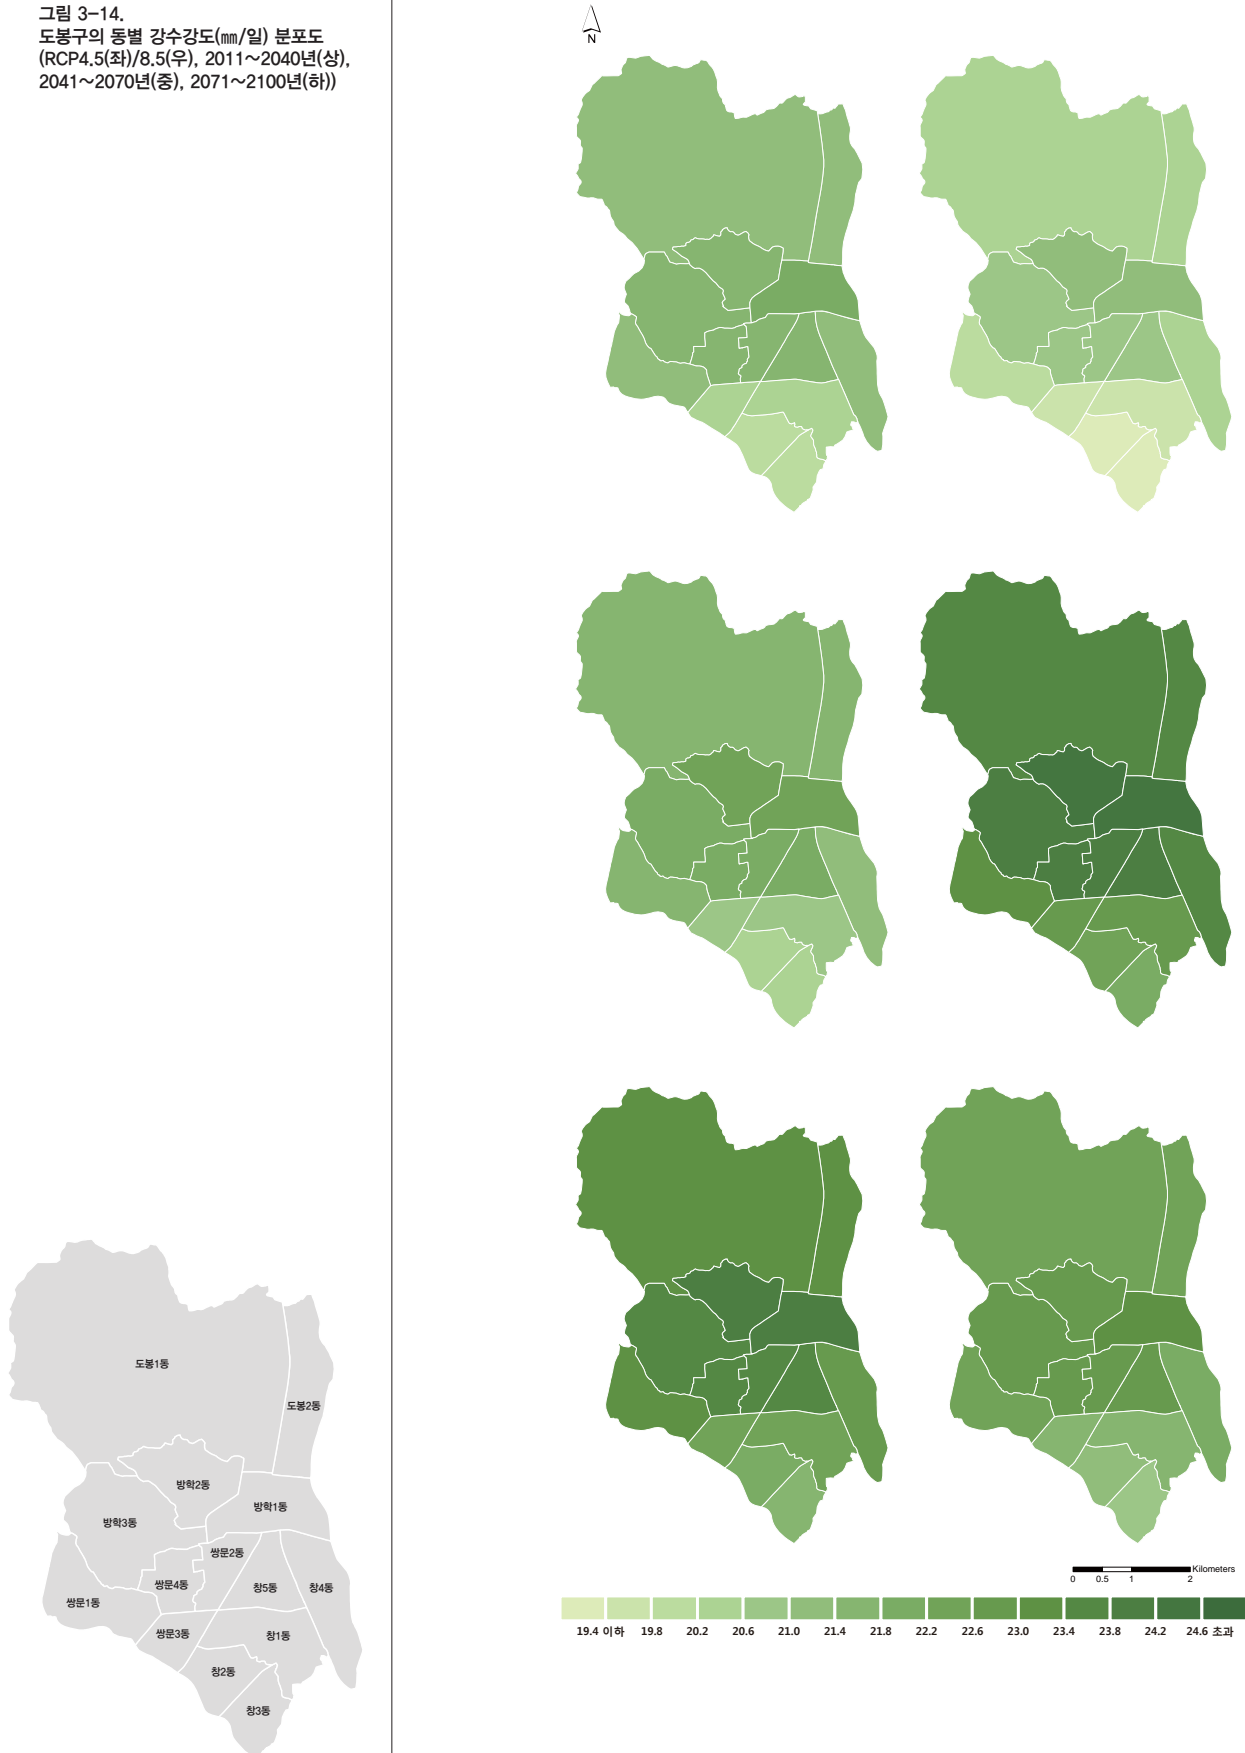 그림 3-14.
도봉구의 동별 강수강도(㎜/일) 분포도
(RCP4.5(좌)/8.5(우), 2011~2040년(상),
2041~2070년(중), 2071~2100년(하))
N
도봉1동
도봉2동
방학2동
방학1동
방학3동
쌍문2동
쌍문4동
창5동
창4동
쌍문1동
쌍문3동
창1동
창2동
창3동
Kilometers
0 0.5 1 2
19.4 이하 19.8 20.2 20.6 21.0 21.4 21.8 22.2 22.6 23.0 23.4 23.8 24.2 24.6 초과